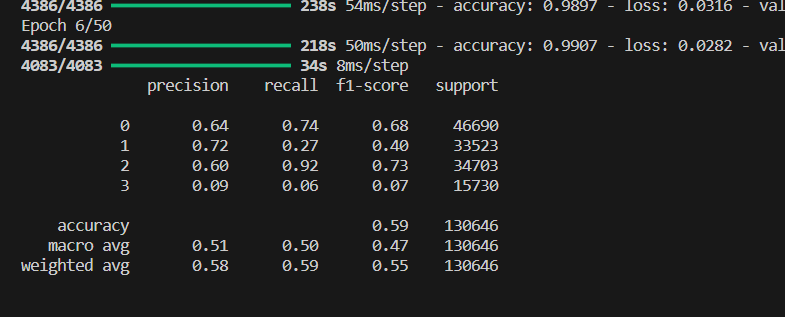 4386/4386 238s 54ms/step - accuracy: 0.9897 - loss: 0.0316 - val
Epoch 6/50
4386/4386 218s 50ms/step - accuracy: 0.9907 - loss: 0.0282 - val
4083/4083 34s 8ms/step
precision recall f1-score support
0 0.64 0.74 0.68 46690
1 0.72 0.27 0.40 33523
2 0.60 0.92 0.73 34703
3 0.09 0.06 0.07 15730
accuracy 0.59 130646
macro avg 0.51 0.50 0.47 130646
weighted avg 0.58 0.59 0.55 130646